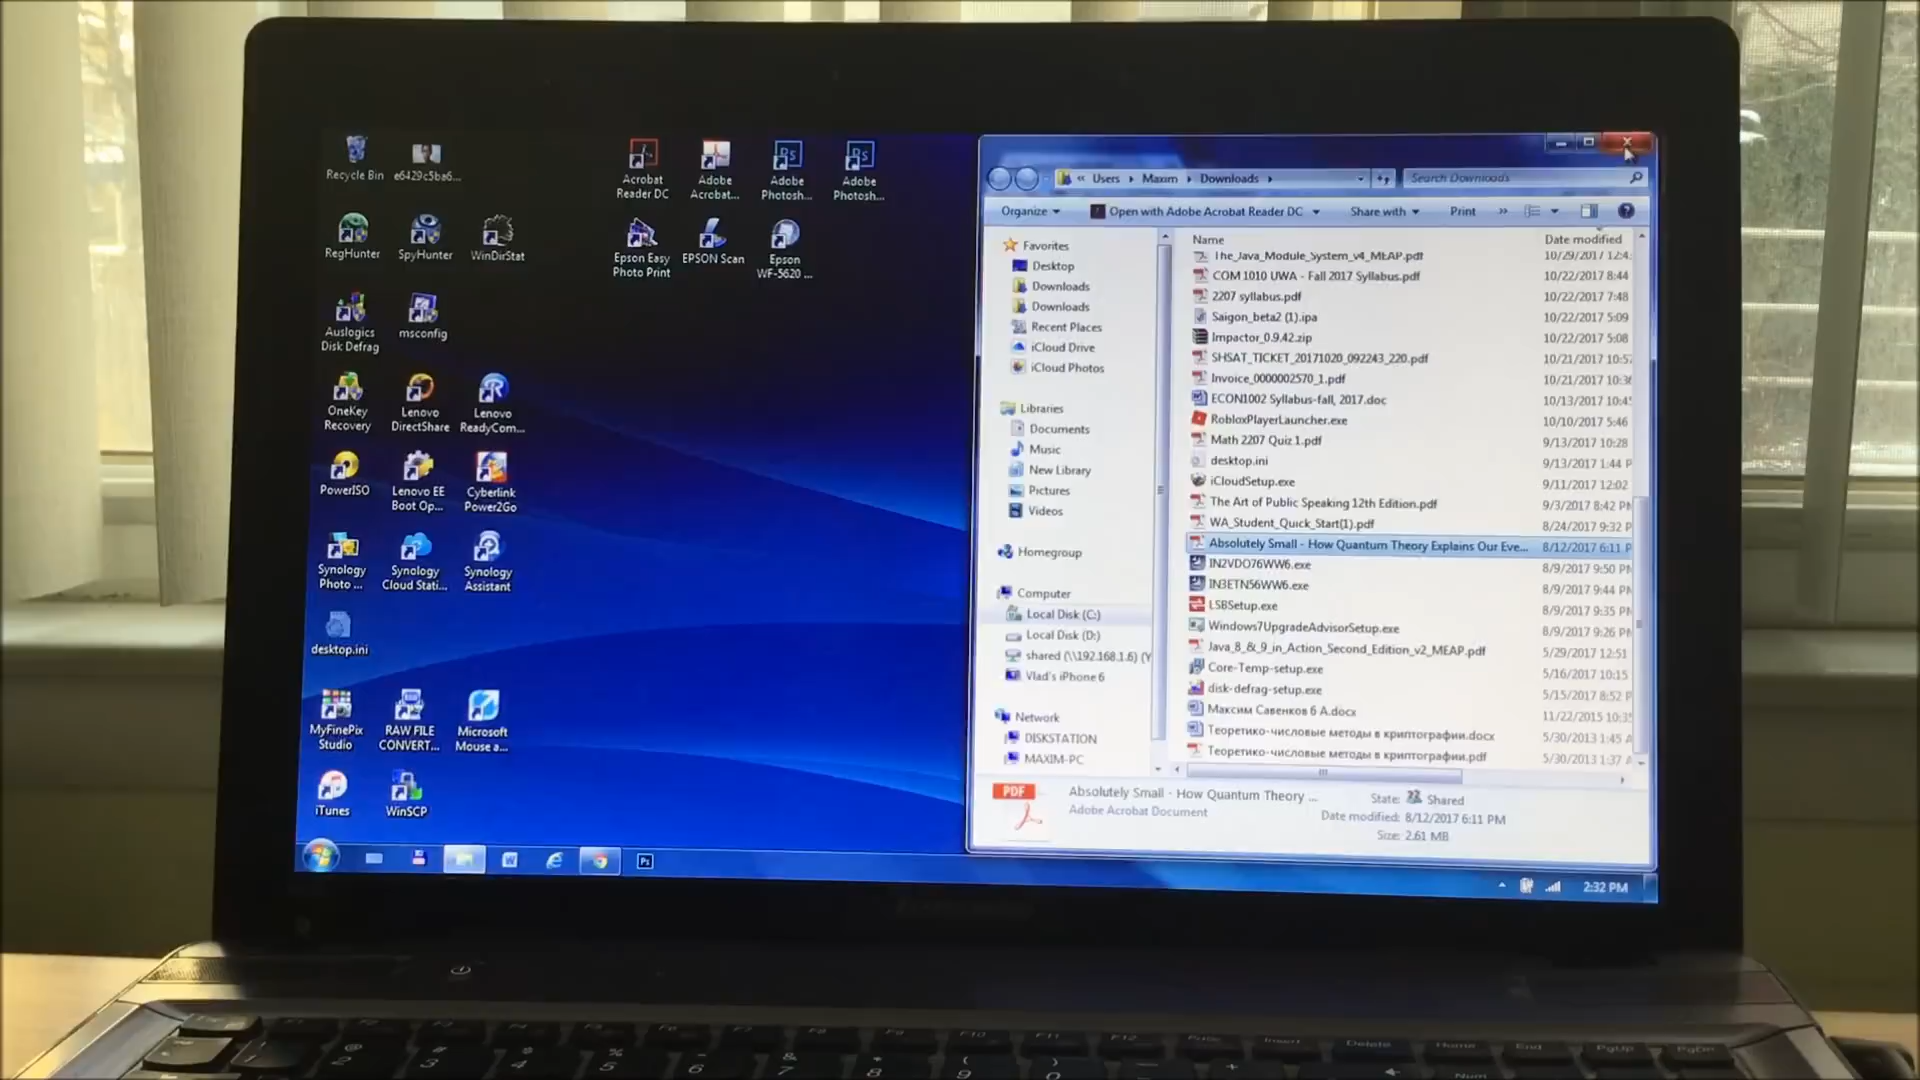 Recycle Bin
e6429c5ba6...
Acrobat
Reader DC
Adobe
Acrobat...
Adobe
Photosh...
Adobe
Photosh...
RegHunter
SpyHunter
WinDirStat
Epson Easy
Photo Print
EPSON Scan
Epson
WF-5620 ...
Auslogics
Disk Defrag
msconfig
OneKey
Recovery
Lenovo
DirectShare
Lenovo
ReadyCom...
PowerISO
Lenovo EE
Boot Op...
Cyberlink
Power2Go
Synology
Photo ...
Synology
Cloud Stati...
Synology
Assistant
desktop.ini
MyFinePix
Studio
RAW FILE
CONVERT...
Microsoft
Mouse a...
iTunes
WinSCP
« Users Maxim Downloads
Search Downloads
Organize
Open with Adobe Acrobat Reader DC
Share with
Print
»
Favorites
Desktop
Downloads
Downloads
Recent Places
iCloud Drive
iCloud Photos
Libraries
Documents
Music
New Library
Pictures
Videos
Homegroup
Computer
Local Disk (C:)
Local Disk (D:)
shared (\\192.168.1.6) (Y
Vlad's iPhone 6
Network
DISKSTATION
MAXIM-PC
Name Date modified
The_Java_Module_System_v4_MEAP.pdf 10/29/2017 12:4
COM 1010 UWA - Fall 2017 Syllabus.pdf 10/22/2017 8:44
2207 syllabus.pdf 10/22/2017 7:48
Saigon_beta2 (1).ipa 10/22/2017 5:09
Impactor_0.9.42.zip 10/22/2017 5:08
SHSAT_TICKET_20171020_092243_220.pdf 10/21/2017 10:57
Invoice_0000002570_1.pdf 10/21/2017 10:36
ECON1002 Syllabus-fall, 2017.doc 10/13/2017 10:45
RobloxPlayerLauncher.exe 10/10/2017 5:46
Math 2207 Quiz 1.pdf 9/13/2017 10:28
desktop.ini 9/13/2017 1:44 P
iCloudSetup.exe 9/11/2017 12:02
The Art of Public Speaking 12th Edition.pdf 9/3/2017 8:42 P
WA_Student_Quick_Start(1).pdf 8/24/2017 9:32 P
Absolutely Small - How Quantum Theory Explains Our Eve... 8/12/2017 6:11 P
IN2VDO76WW6.exe 8/9/2017 9:50 PM
IN3ETN56WW6.exe 8/9/2017 9:44 PM
LSBSetup.exe 8/9/2017 9:35 PM
Windows7UpgradeAdvisorSetup.exe 8/9/2017 9:26 PM
Java_8_&_9_in_Action_Second_Edition_v2_MEAP.pdf 5/29/2017 12:51
Core-Temp-setup.exe 5/16/2017 10:15
disk-defrag-setup.exe 5/15/2017 8:52 P
Максим Савенков 6 А.docx 11/22/2015 10:35
Теоретико-числовые методы в криптографии.docx 5/30/2013 1:45 A
Теоретико-числовые методы в криптографии.pdf 5/30/2013 1:37 A
PDF
Absolutely Small - How Quantum Theory ...
Adobe Acrobat Document
State: Shared
Date modified: 8/12/2017 6:11 PM
Size: 2.61 MB
2:32 PM